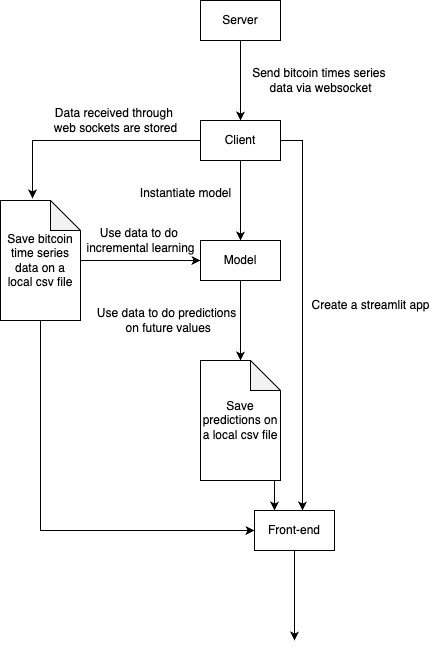 Server
Send bitcoin times series
data via websocket
Data received through
web sockets are stored
Client
Instantiate model
Save bitcoin
time series
data on a
local csv file
Use data to do
incremental learning
Model
Create a streamlit app
Use data to do predictions
on future values
Save
predictions on
a local csv file
Front-end